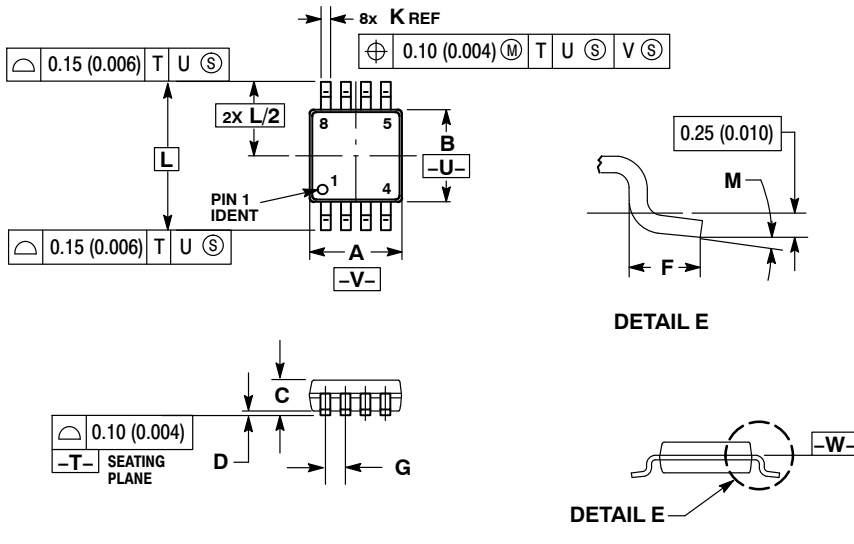 8x K REF
0.15 (0.006) T U Ⓢ
⌖ 0.10 (0.004) Ⓜ T U Ⓢ V Ⓢ
2X L/2
8 5
B
–U–
L
PIN 1
IDENT
1 4
0.15 (0.006) T U Ⓢ
A
–V–
0.25 (0.010)
M
F
DETAIL E
C
0.10 (0.004)
–T– SEATING
PLANE
D
G
–W–
DETAIL E